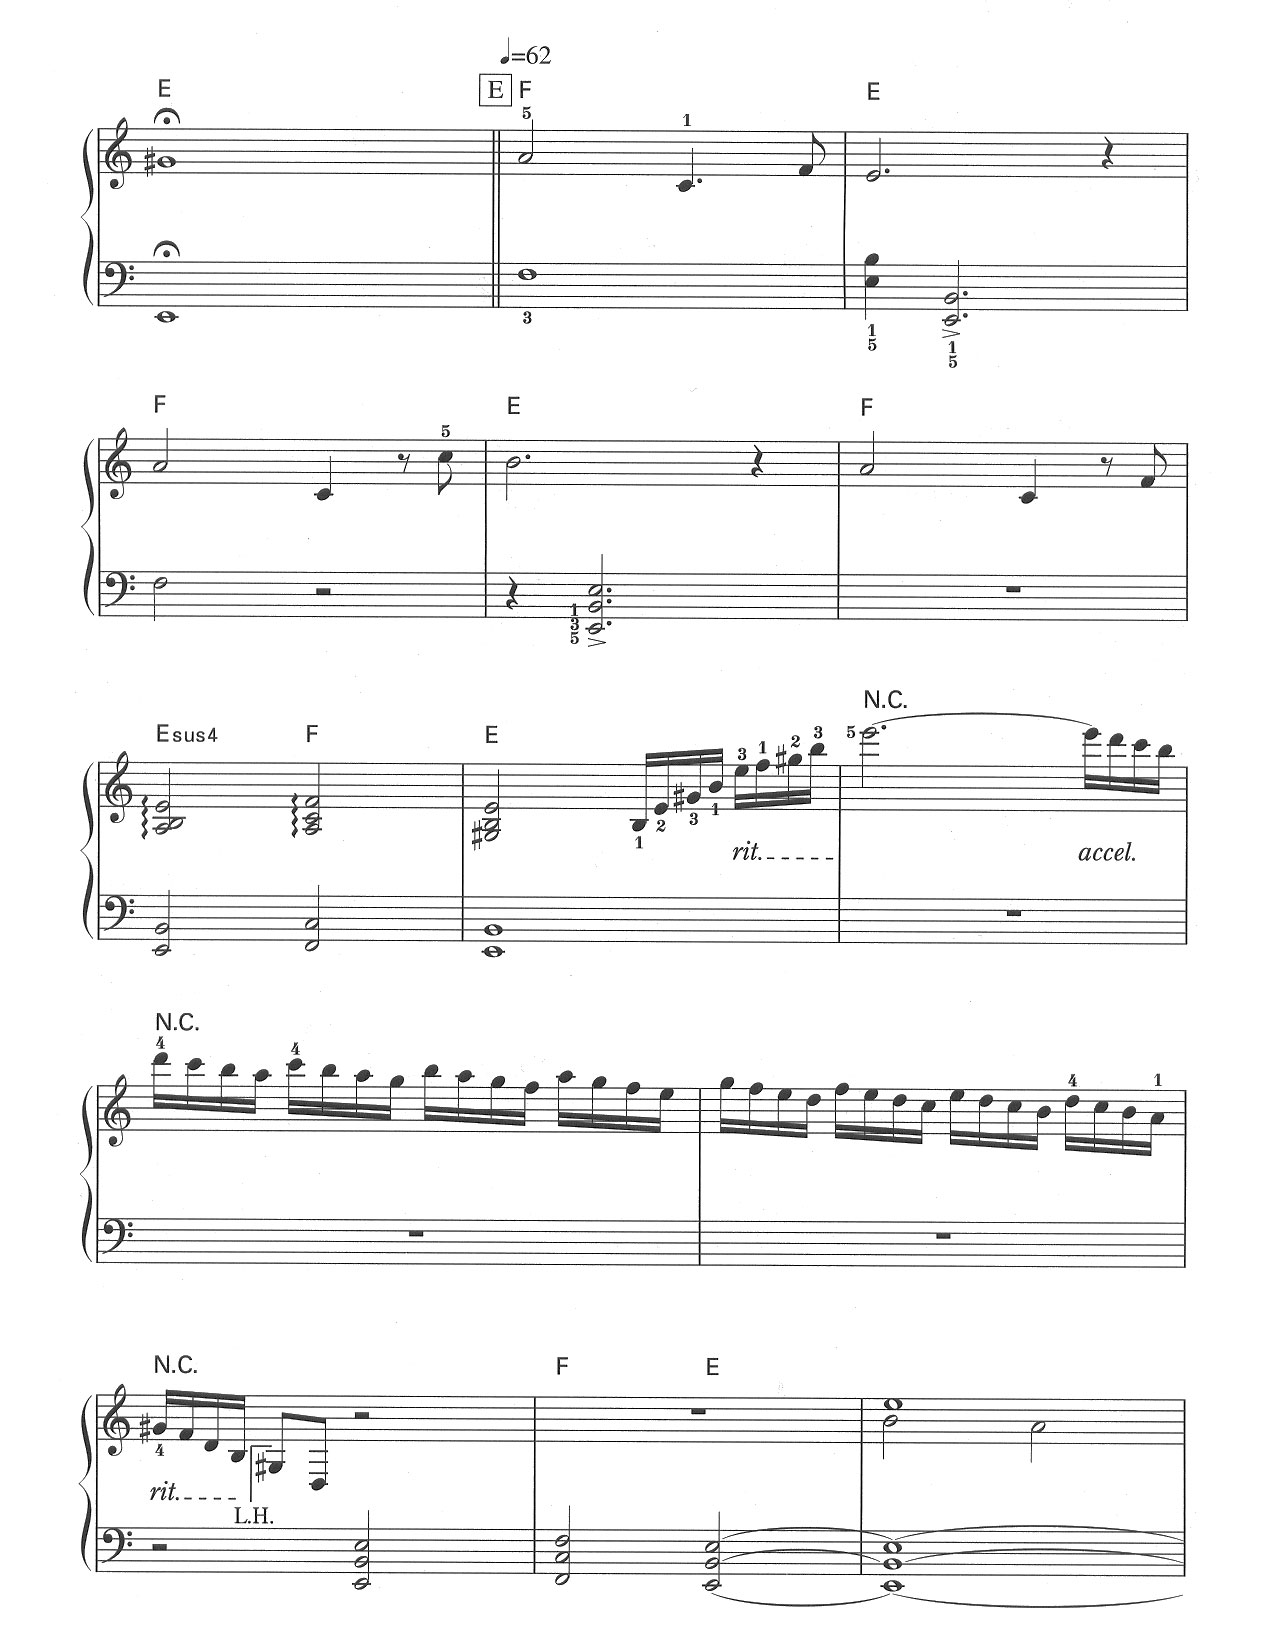 ♩=62
E E F E
5 1
3 1 5 1 5
F E F
5
1 3 5
N.C.
Esus4 F E
5
3 1 2 3
1 2 3 1
rit. accel.
N.C.
4 4 4 1
N.C. F E
4
rit.
L.H.